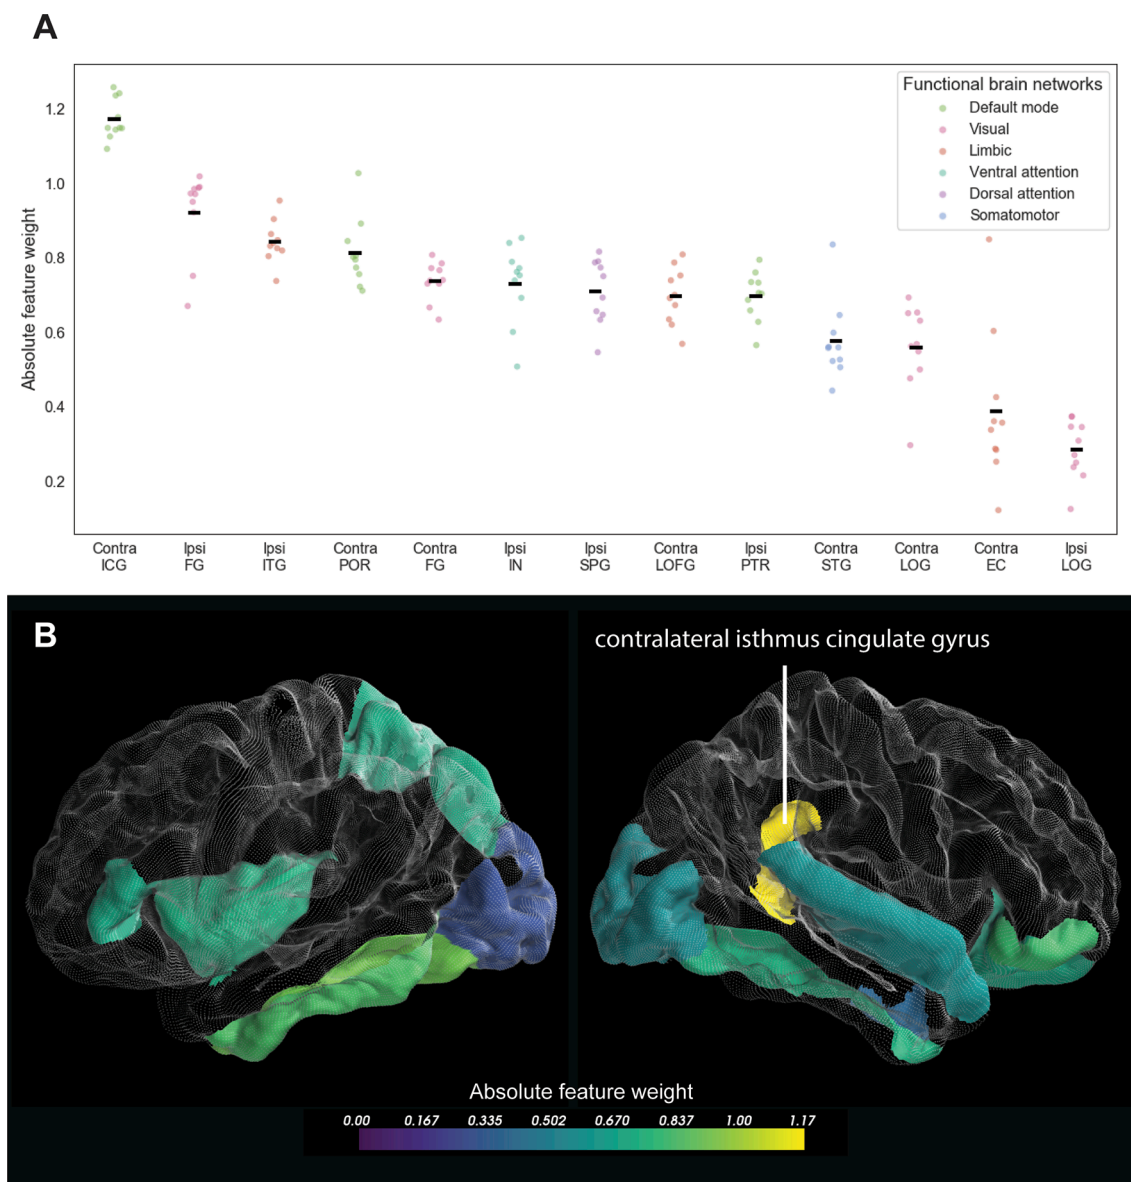 A
Absolute feature weight
1.2
1.0
0.8
0.6
0.4
0.2
Functional brain networks
Default mode
Visual
Limbic
Ventral attention
Dorsal attention
Somatomotor
Contra ICG
Ipsi FG
Ipsi ITG
Contra POR
Contra FG
Ipsi IN
Ipsi SPG
Contra LOFG
Ipsi PTR
Contra STG
Contra LOG
Contra EC
Ipsi LOG
B
contralateral isthmus cingulate gyrus
Absolute feature weight
0.00 0.167 0.335 0.502 0.670 0.837 1.00 1.17